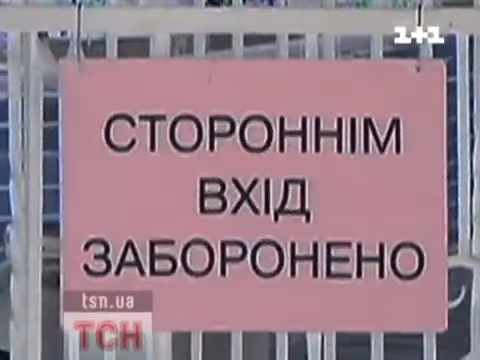 1+1
СТОРОННІМ
ВХІД
ЗАБОРОНЕНО
tsn.ua
ТСН